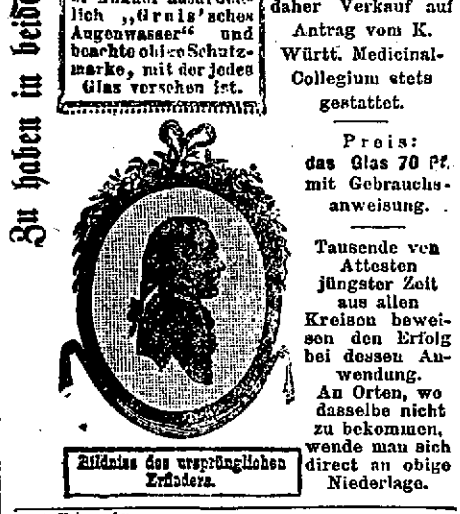 Zu haben in beide
lich „Grnis'sches
Augenwasser“ und
beachte obige Schutz-
marke, mit der jedes
Glas versehen ist.
Bildniss des ursprünglichen
Erfinders.
daher Verkauf auf
Antrag vom K.
Württ. Medicinal-
Collegium stets
gestattet.
Preis:
das Glas 70 Pf.
mit Gebrauchs-
anweisung.
Tausende von
Attesten
jüngster Zeit
aus allen
Kreisen bewei-
sen den Erfolg
bei dessen An-
wendung.
An Orten, wo
dasselbe nicht
zu bekommen,
wende man sich
direct an obige
Niederlage.